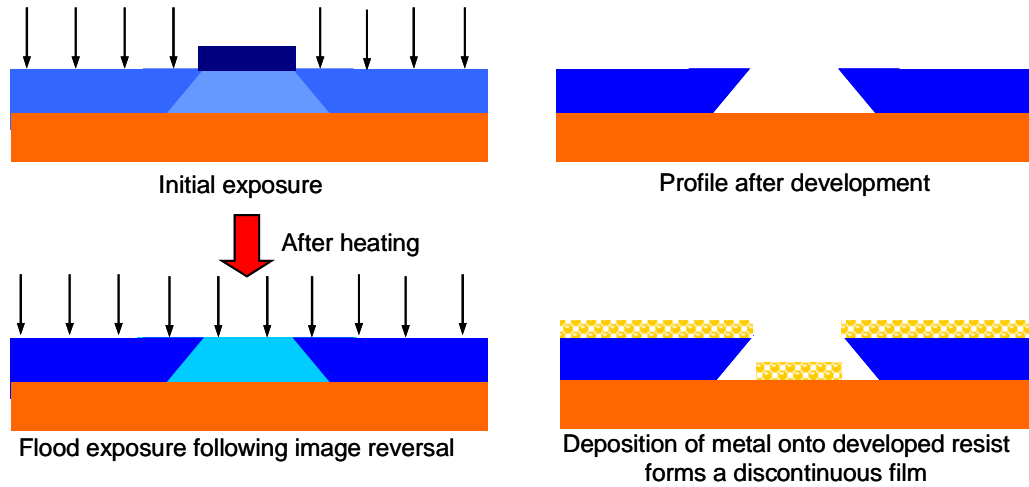 Initial exposure
Profile after development
After heating
Flood exposure following image reversal
Deposition of metal onto developed resist
forms a discontinuous film